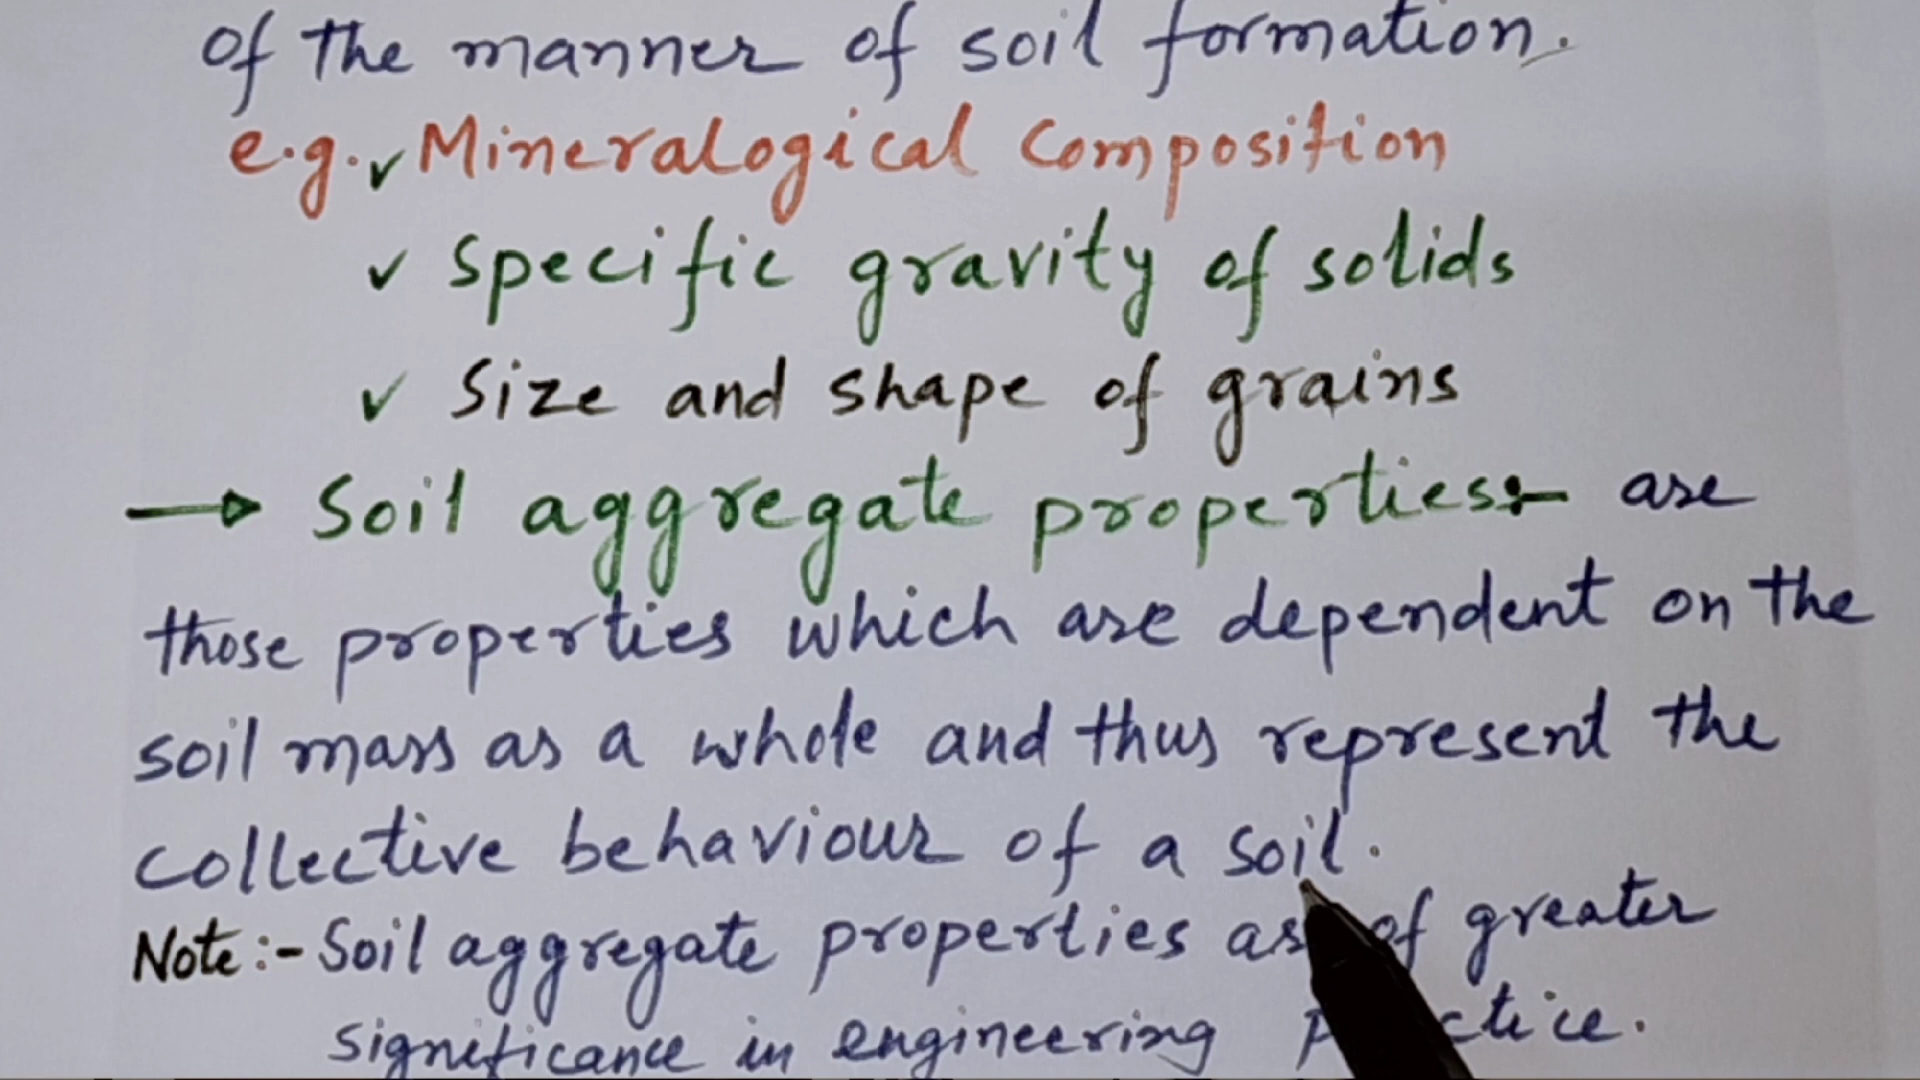 of the manner of soil formation.
e.g. ✓ Mineralogical Composition
✓ Specific gravity of solids
✓ Size and shape of grains
→ Soil aggregate properties:- are
those properties which are dependent on the
soil mass as a whole and thus represent the
collective behaviour of a soil.
Note:- Soil aggregate properties of greater
significance in engineering